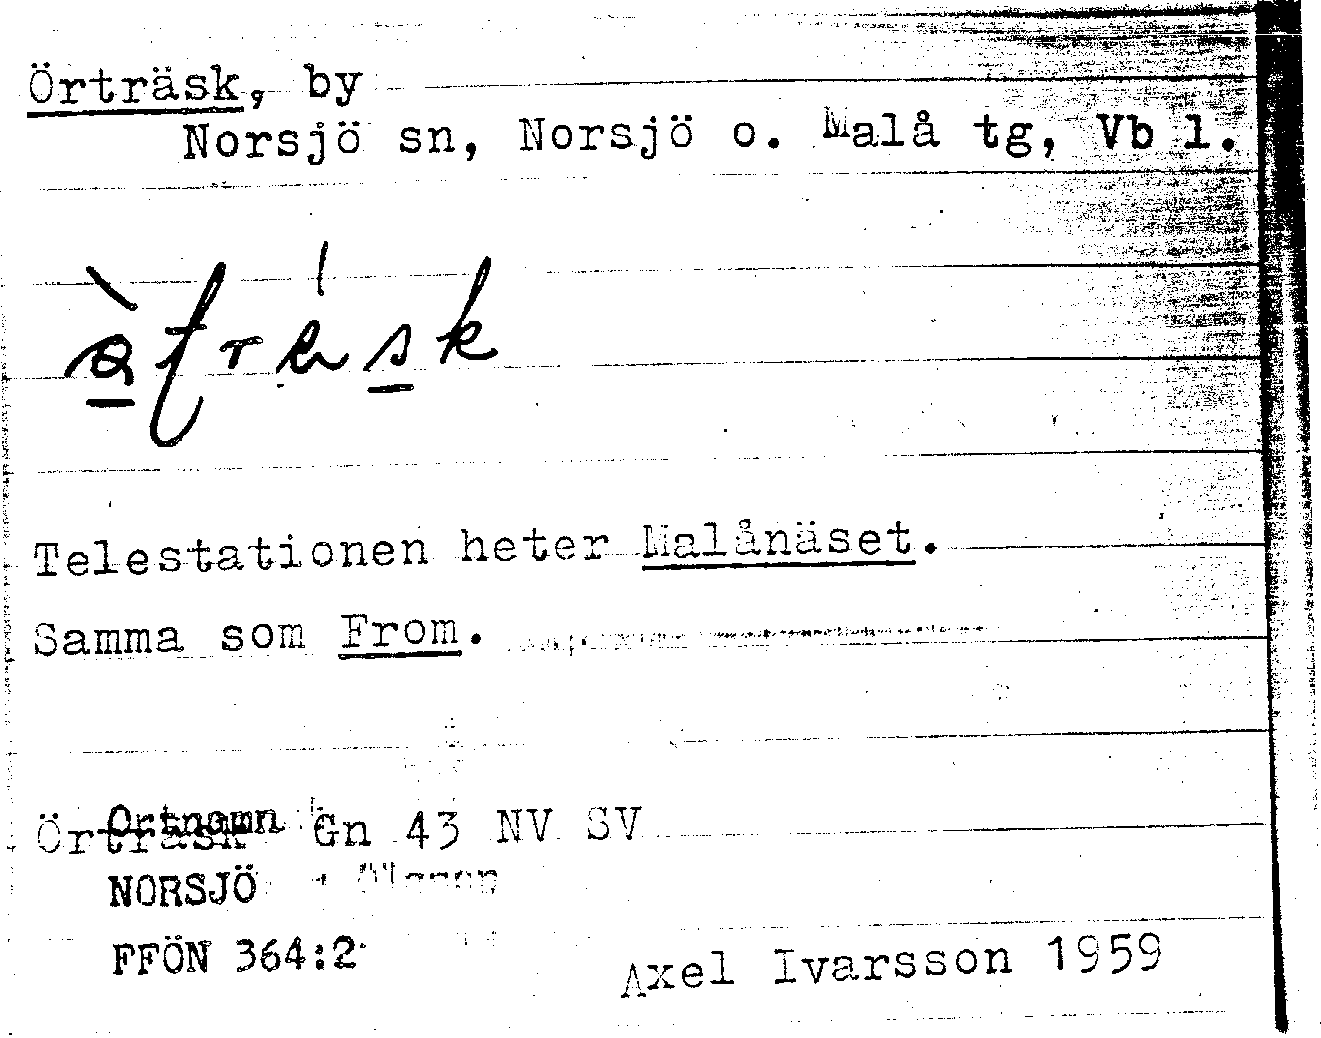 Örträsk, by
Norsjö sn, Norsjö o. Malå tg, Vb l.
Telestationen heter Malånäset.
Samma som From.
Örträsk Gn 43 NV SV
Ortnamn
NORSJÖ
FFÖN 364:2
Axel Ivarsson 1959